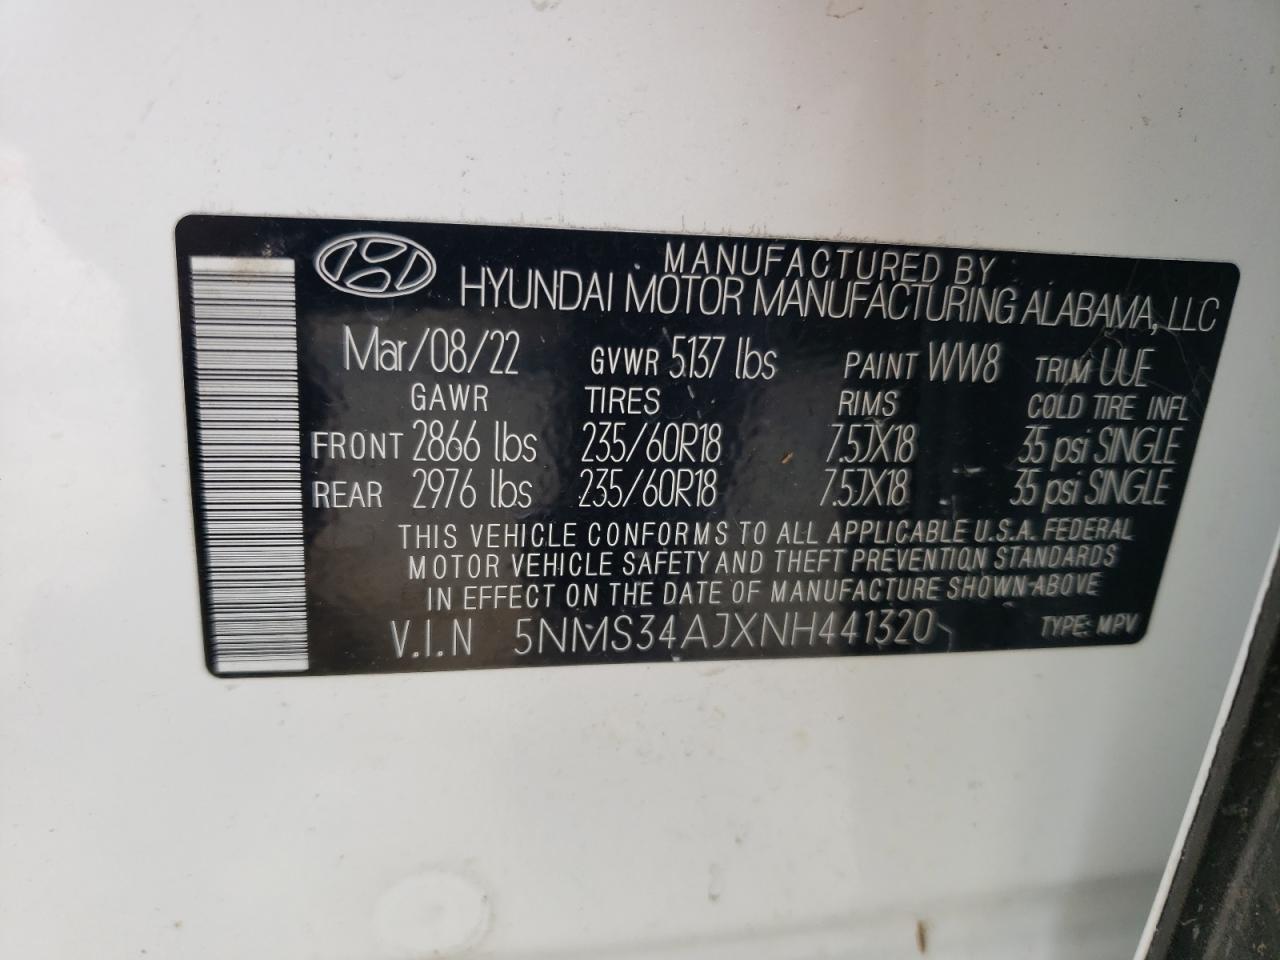 MANUFACTURED BY
HYUNDAI MOTOR MANUFACTURING ALABAMA, LLC
Mar/08/22 GVWR 5137 lbs PAINT WW8 TRIM UUE
GAWR TIRES RIMS COLD TIRE INFL
FRONT 2866 lbs 235/60R18 7.5JX18 35 psi SINGLE
REAR 2976 lbs 235/60R18 7.5JX18 35 psi SINGLE
THIS VEHICLE CONFORMS TO ALL APPLICABLE U.S.A. FEDERAL
MOTOR VEHICLE SAFETY AND THEFT PREVENTION STANDARDS
IN EFFECT ON THE DATE OF MANUFACTURE SHOWN ABOVE
V.I.N 5NMS34AJXNH441320 TYPE: MPV